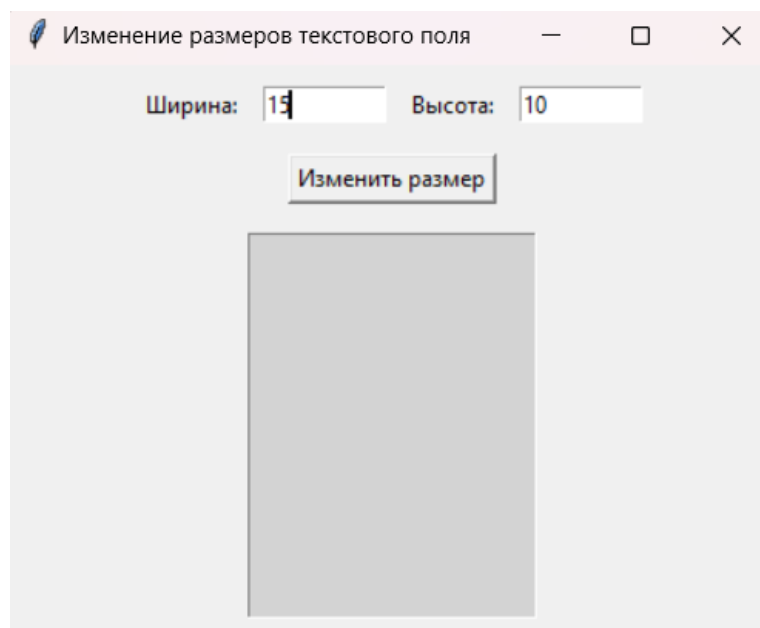 Изменение размеров текстового поля
Ширина: 15 Высота: 10
Изменить размер